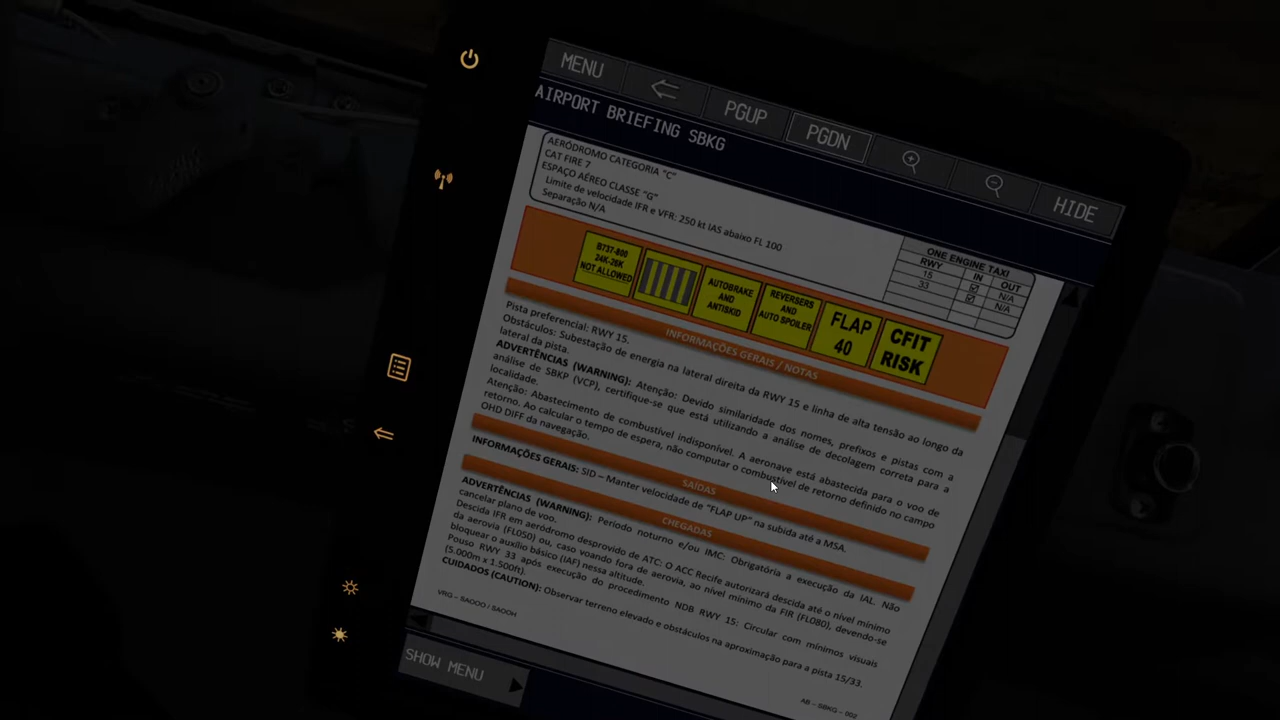 MENU
PGUP
PGDN
HIDE
AIRPORT BRIEFING SBKG
AERÓDROMO CATEGORIA "C"
CAT FIRE 7
ESPAÇO AÉREO CLASSE "G"
Limite de velocidade IFR e VFR: 250 kt IAS abaixo FL 100
Separação N/A
ONE ENGINE TAXI
RWY IN OUT
15 N/A
33 N/A
B737-800
24K-26K
NOT ALLOWED
AUTOBRAKE
AND
ANTISKID
REVERSERS
AND
AUTO SPOILER
FLAP
40
CFIT
RISK
INFORMAÇÕES GERAIS / NOTAS
Pista preferencial: RWY 15.
Obstáculos: Subestação de energia na lateral direita da RWY 15 e linha de alta tensão ao longo da
lateral da pista.
ADVERTÊNCIAS (WARNING): Atenção: Devido similaridade dos nomes, prefixos e pistas com a
análise de SBKP (VCP), certifique-se que está utilizando a análise de decolagem correta para a
localidade.
Atenção: Abastecimento de combustível indisponível. A aeronave está abastecida para o voo de
retorno. Ao calcular o tempo de espera, não computar o combustível de retorno definido no campo
OHD DIFF da navegação.
SAÍDAS
INFORMAÇÕES GERAIS: SID – Manter velocidade de "FLAP UP" na subida até a MSA.
CHEGADAS
ADVERTÊNCIAS (WARNING): Período noturno e/ou IMC: Obrigatória a execução da IAL. Não
cancelar plano de voo.
Descida IFR em aeródromo desprovido de ATC: O ACC Recife autorizará descida até o nível mínimo
da aerovia (FL050) ou, caso voando fora de aerovia, ao nível mínimo da FIR (FL080), devendo-se
bloquear o auxílio básico (IAF) nessa altitude.
Pouso RWY 33 após execução do procedimento NDB RWY 15: Circular com mínimos visuais
(5.000m x 1.500ft).
CUIDADOS (CAUTION): Observar terreno elevado e obstáculos na aproximação para a pista 15/33.
VRG – SAOOO / SAOOH
AB – SBKG – 002
SHOW MENU